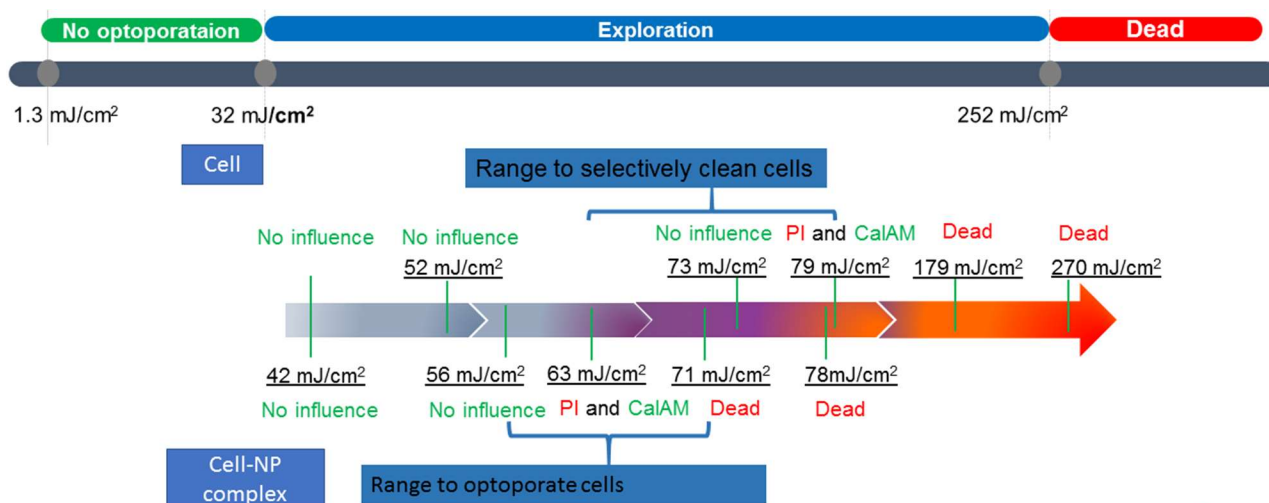 No optoporataion
Exploration
Dead
1.3 mJ/cm²
32 mJ/cm²
252 mJ/cm²
Cell
Range to selectively clean cells
No influence
No influence
No influence
PI and CalAM
Dead
Dead
52 mJ/cm²
73 mJ/cm²
79 mJ/cm²
179 mJ/cm²
270 mJ/cm²
42 mJ/cm²
56 mJ/cm²
63 mJ/cm²
71 mJ/cm²
78mJ/cm²
No influence
No influence
PI and CalAM
Dead
Dead
Cell-NP
complex
Range to optoporate cells